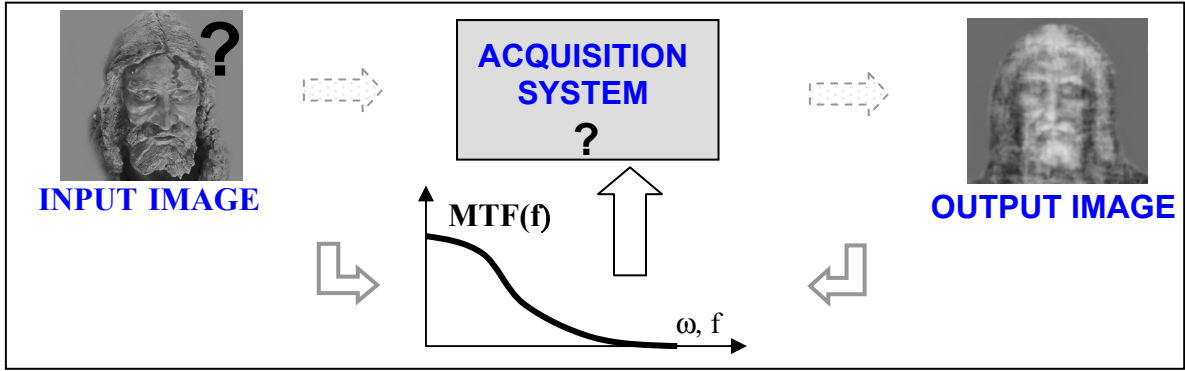 ?
INPUT IMAGE
ACQUISITION
SYSTEM
?
OUTPUT IMAGE
MTF(f)
ω, f